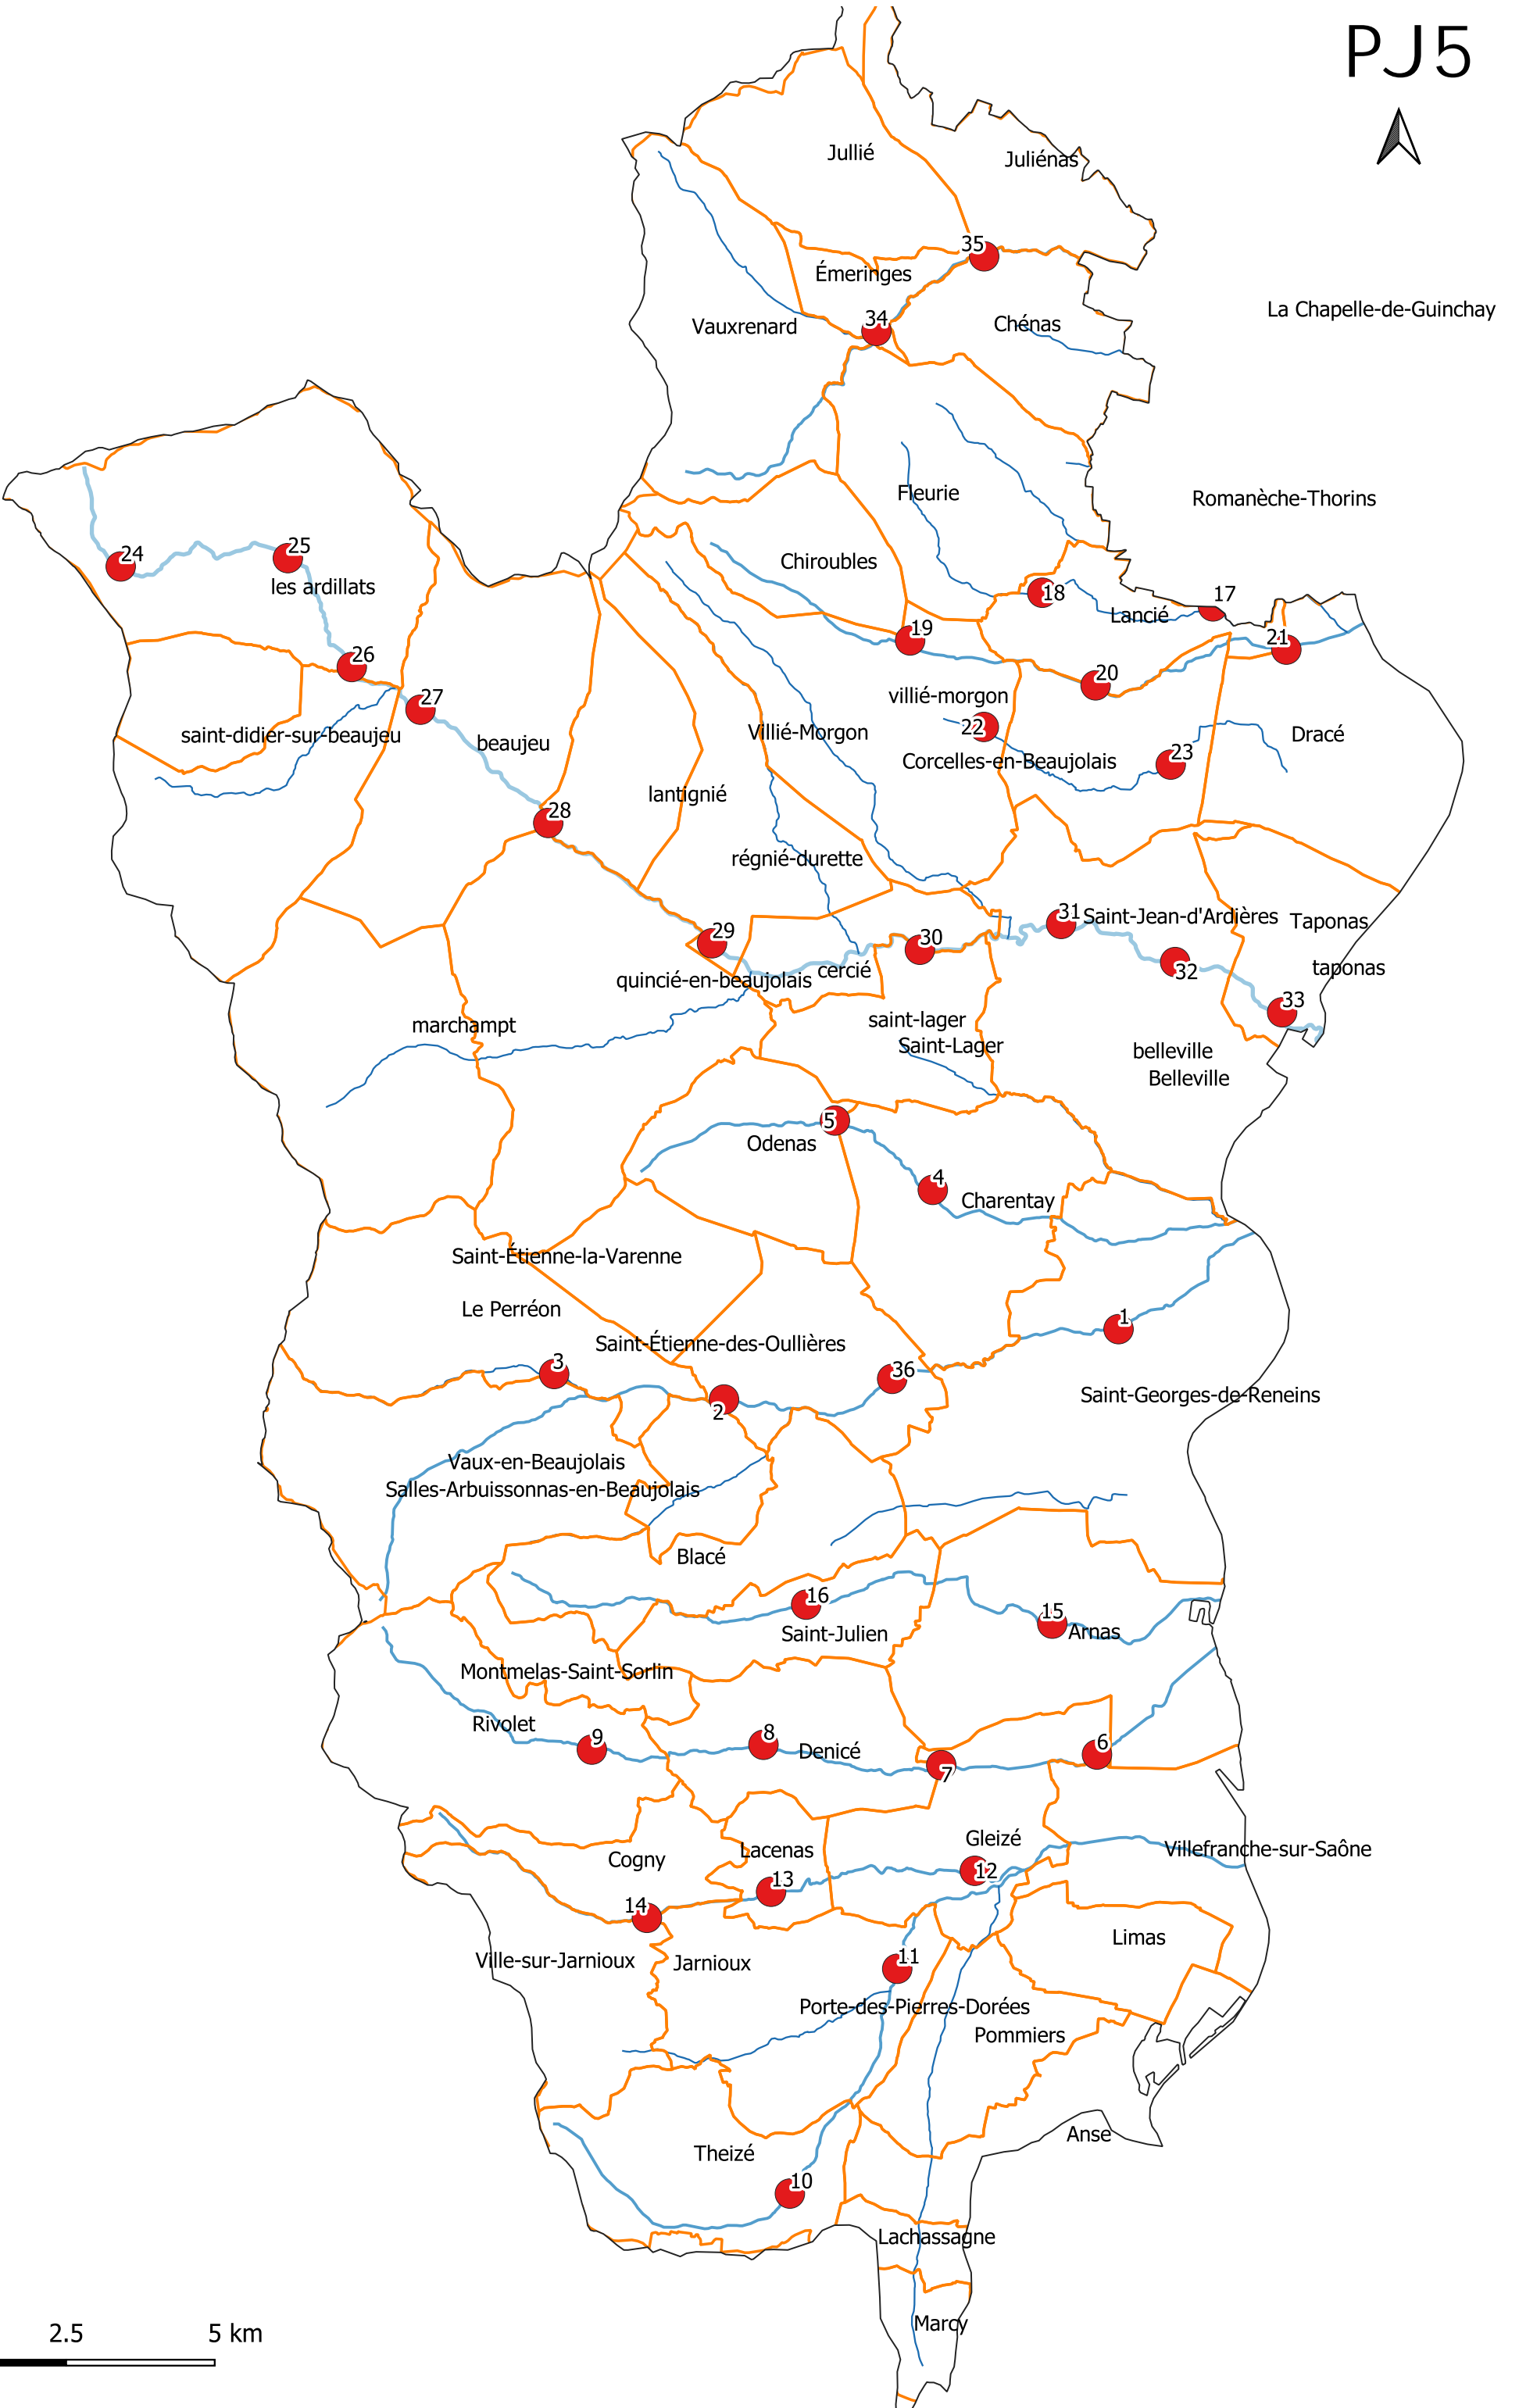 PJ5
Jullié
Juliénas
35
Émeringes
La Chapelle-de-Guinchay
34
Vauxrenard
Chénas
Fleurie
Romanèche-Thorins
24
25
Chiroubles
les ardillats
18
17
Lancié
19
21
26
20
27
villié-morgon
22
saint-didier-sur-beaujeu
beaujeu
Villié-Morgon
Dracé
23
Corcelles-en-Beaujolais
lantignié
28
régnié-durette
31
Saint-Jean-d'Ardières
Taponas
29
30
cercié
32
taponas
quincié-en-beaujolais
33
marchampt
saint-lager
Saint-Lager
belleville
Belleville
5
Odenas
4
Charentay
Saint-Étienne-la-Varenne
Le Perréon
1
Saint-Étienne-des-Oullières
3
36
Saint-Georges-de-Reneins
2
Vaux-en-Beaujolais
Salles-Arbuissonnas-en-Beaujolais
Blacé
16
15
Saint-Julien
Arnas
Montmelas-Saint-Sorlin
Rivolet
9
8
Denicé
6
7
Gleizé
Lacenas
Villefranche-sur-Saône
Cogny
12
13
14
Limas
11
Ville-sur-Jarnioux
Jarnioux
Porte-des-Pierres-Dorées
Pommiers
Anse
Theizé
10
Lachassagne
Marcy
2.5
5 km